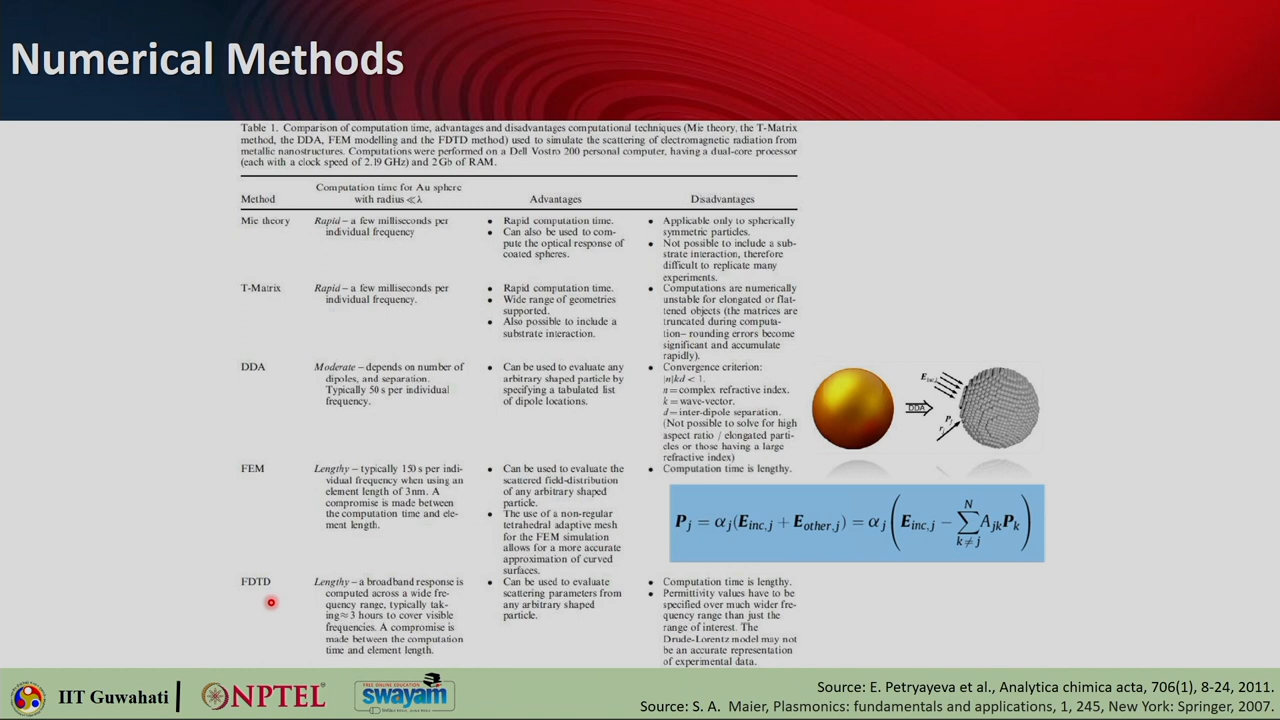 Numerical Methods
Table 1. Comparison of computation time, advantages and disadvantages computational techniques (Mie theory, the T-Matrix
method, the DDA, FEM modelling and the FDTD method) used to simulate the scattering of electromagnetic radiation from
metallic nanostructures. Computations were performed on a Dell Vostro 200 personal computer, having a dual-core processor
(each with a clock speed of 2.19 GHz) and 2 Gb of RAM.
Computation time for Au sphere
with radius ≪λ
Method
Advantages
Disadvantages
Mie theory
Rapid – a few milliseconds per
individual frequency
• Rapid computation time.
• Can also be used to com-
pute the optical response of
coated spheres.
• Applicable only to spherically
symmetric particles.
• Not possible to include a sub-
strate interaction, therefore
difficult to replicate many
experiments.
T-Matrix
Rapid – a few milliseconds per
individual frequency.
• Rapid computation time.
• Wide range of geometries
supported.
• Also possible to include a
substrate interaction.
• Computations are numerically
unstable for elongated or flat-
tened objects (the matrices are
truncated during computa-
tion– rounding errors become
significant and accumulate
rapidly).
DDA
Moderate – depends on number of
dipoles, and separation.
Typically 50 s per individual
frequency.
• Can be used to evaluate any
arbitrary shaped particle by
specifying a tabulated list
of dipole locations.
• Convergence criterion:
|n|kd < 1.
n = complex refractive index.
k = wave-vector.
d = inter-dipole separation.
(Not possible to solve for high
aspect ratio / elongated parti-
cles or those having a large
refractive index)
FEM
Lengthy – typically 150 s per indi-
vidual frequency when using an
element length of 3nm. A
compromise is made between
the computation time and ele-
ment length.
• Can be used to evaluate the
scattered field-distribution
of any arbitrary shaped
particle.
• The use of a non-regular
tetrahedral adaptive mesh
for the FEM simulation
allows for a more accurate
approximation of curved
surfaces.
• Computation time is lengthy.
FDTD
Lengthy – a broadband response is
computed across a wide fre-
quency range, typically tak-
ing≈3 hours to cover visible
frequencies. A compromise is
made between the computation
time and element length.
• Can be used to evaluate
scattering parameters from
any arbitrary shaped
particle.
• Computation time is lengthy.
• Permittivity values have to be
specified over much wider fre-
quency range than just the
range of interest. The
Drude-Lorentz model may not
be an accurate representation
of experimental data.
DDA
P_j = α_j(E_inc,j + E_other,j) = α_j(E_inc,j − ∑_{k≠j}^{N} A_jk P_k)
IIT Guwahati
NPTEL
FREE ONLINE EDUCATION
swayam
Source: E. Petryayeva et al., Analytica chimica acta, 706(1), 8-24, 2011.
Source: S. A. Maier, Plasmonics: fundamentals and applications, 1, 245, New York: Springer, 2007.